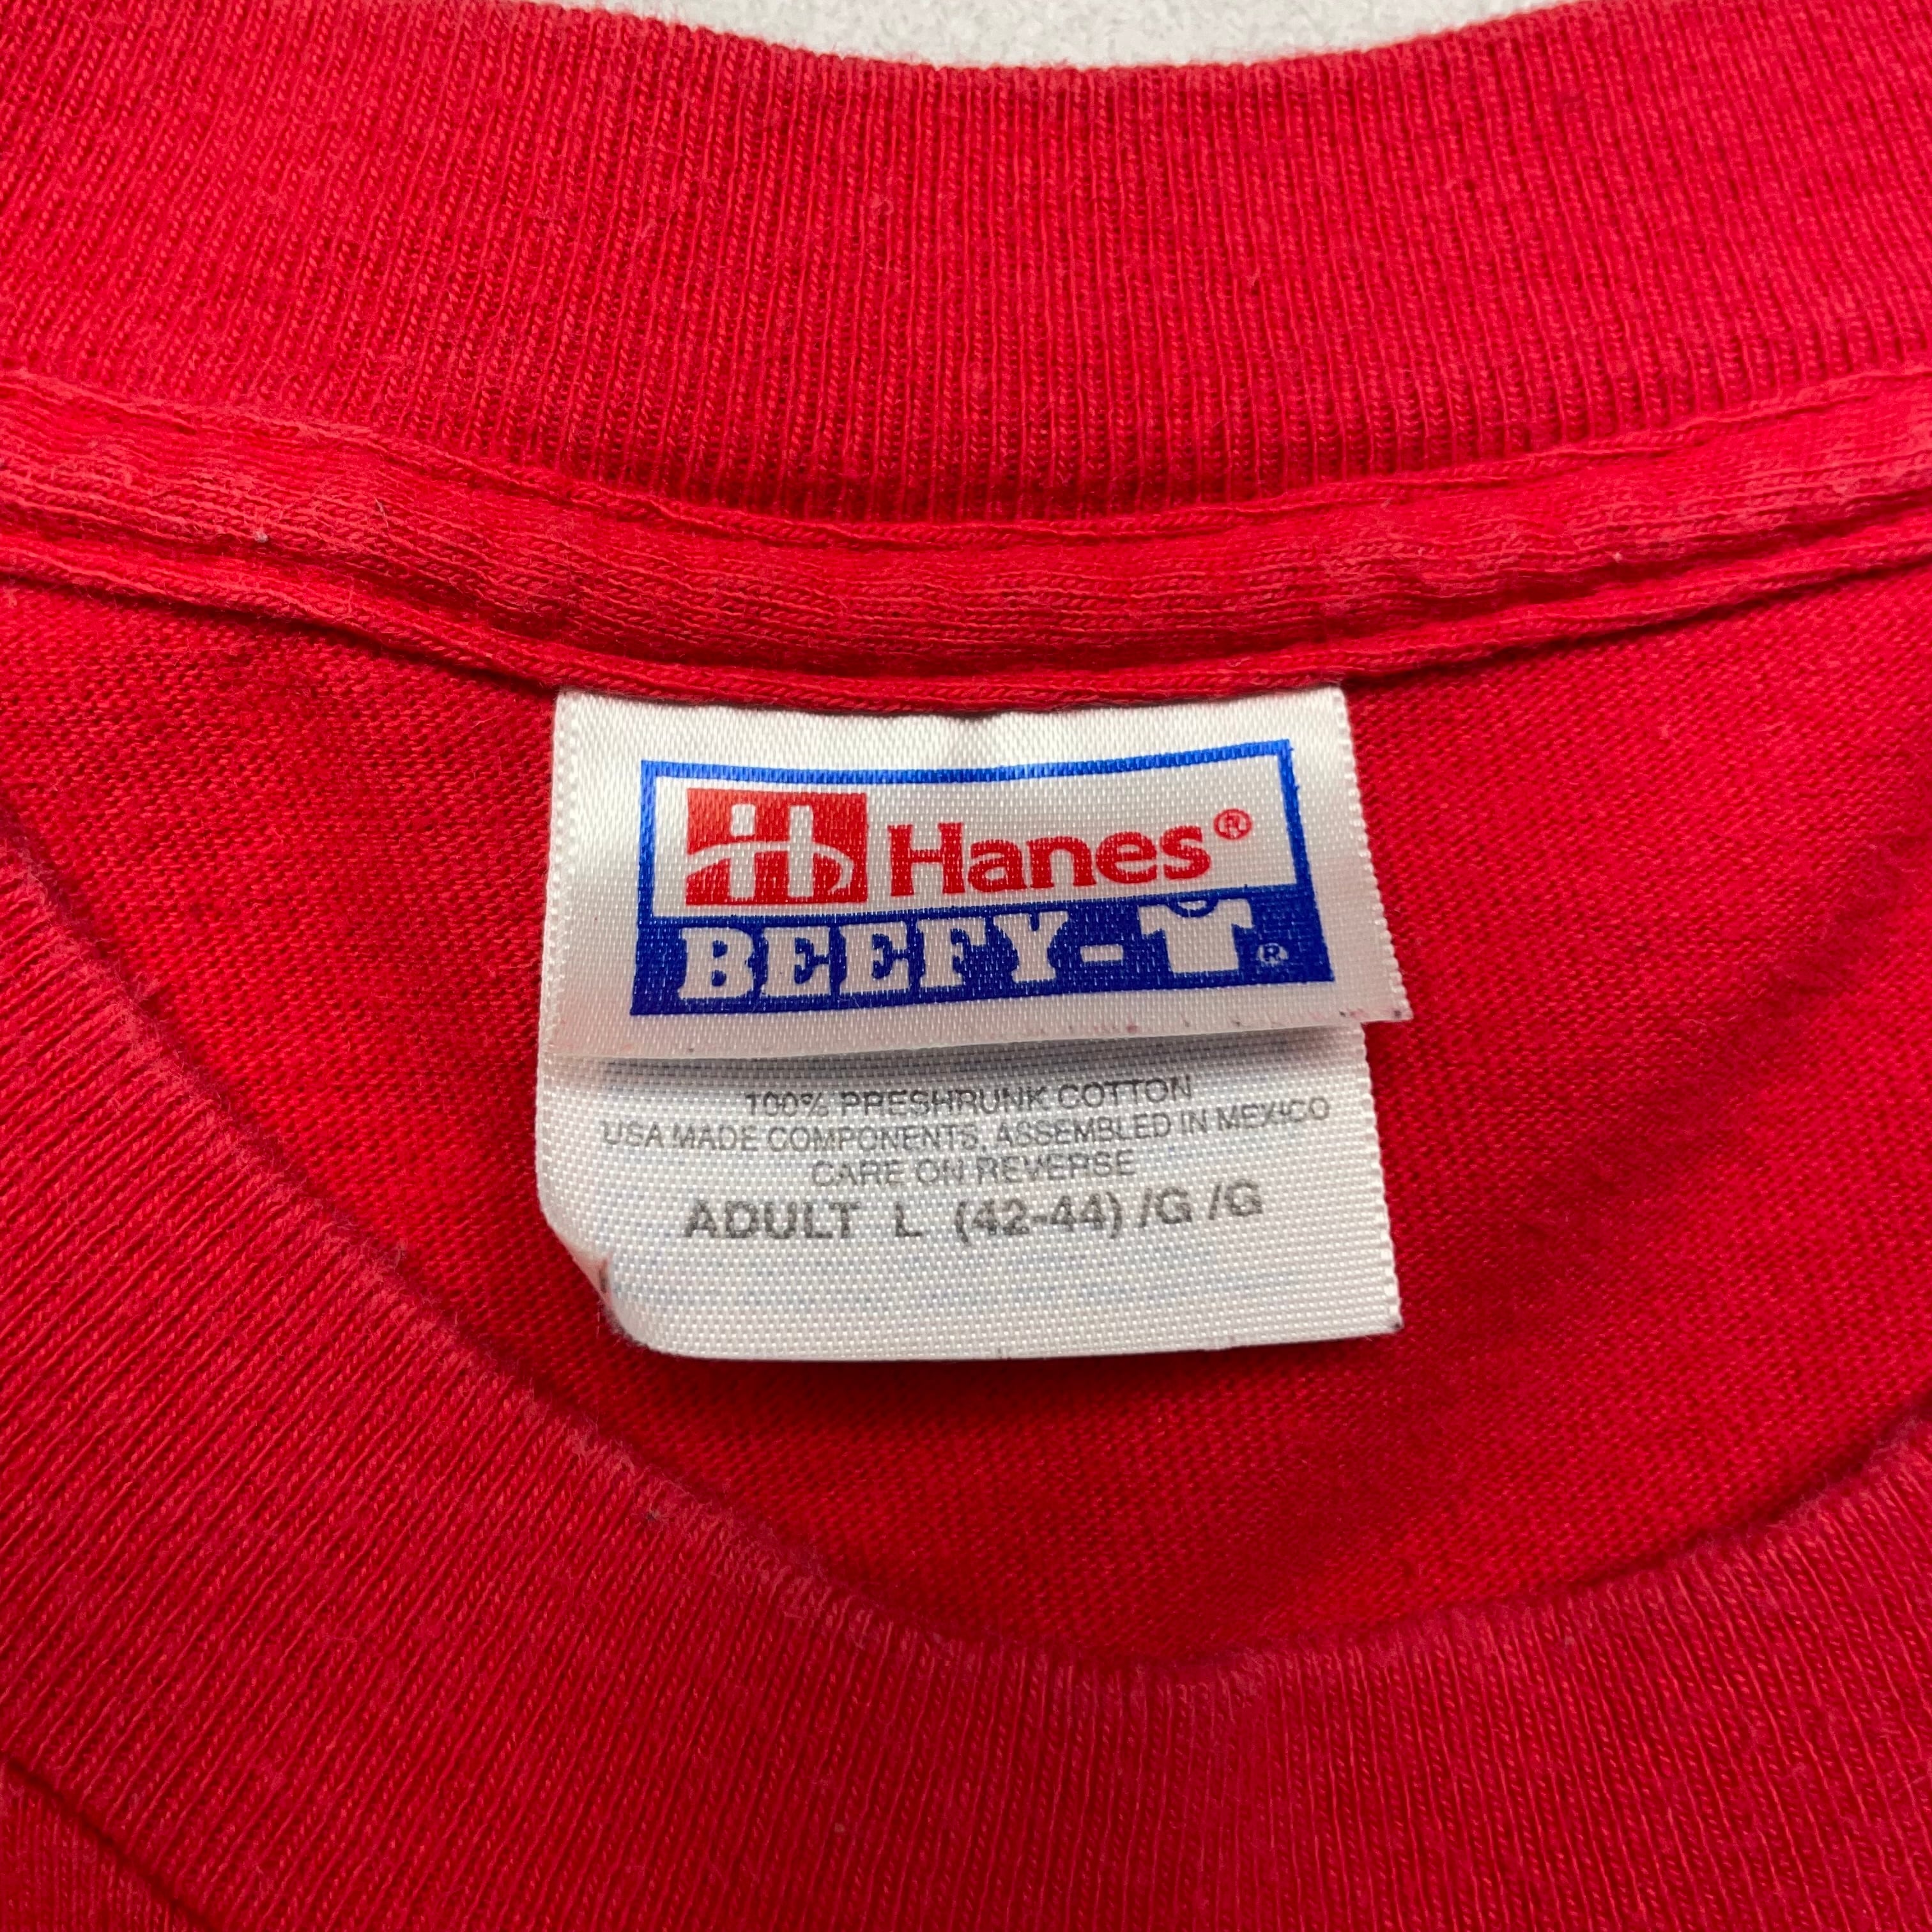 Hanes®
BEEFY-T®
100% PRESHRUNK COTTON
USA MADE COMPONENTS, ASSEMBLED IN MEXICO
CARE ON REVERSE
ADULT L (42-44) /G /G